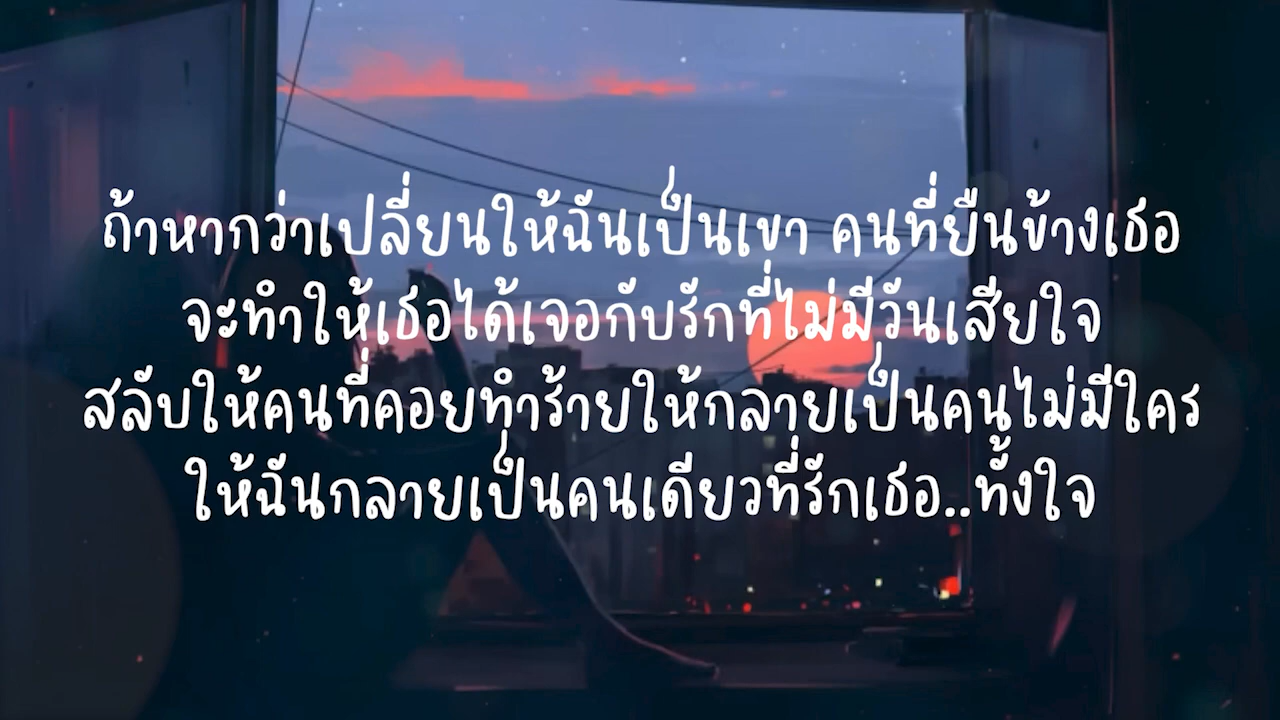 ถ้าหากว่าเปลี่ยนให้ฉันเป็นเขา คนที่ยืนข้างเธอ
จะทำให้เธอได้เจอกับรักที่ไม่มีวันเสียใจ
สลับให้คนที่คอยทำร้ายให้กลายเป็นคนไม่มีใคร
ให้ฉันกลายเป็นคนเดียวที่รักเธอ..ทั้งใจ